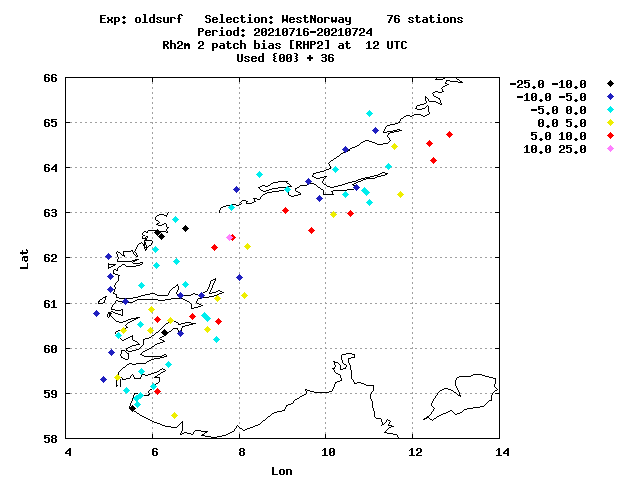 Exp: oldsurf Selection: WestNorway 76 stations
Period: 20210716-20210724
Rh2m 2 patch bias [RHP2] at 12 UTC
Used {00} + 36
-25.0 -10.0
-10.0 -5.0
-5.0 0.0
0.0 5.0
5.0 10.0
10.0 25.0
66
65
64
63
62
61
60
59
58
Lat
4 6 8 10 12 14
Lon